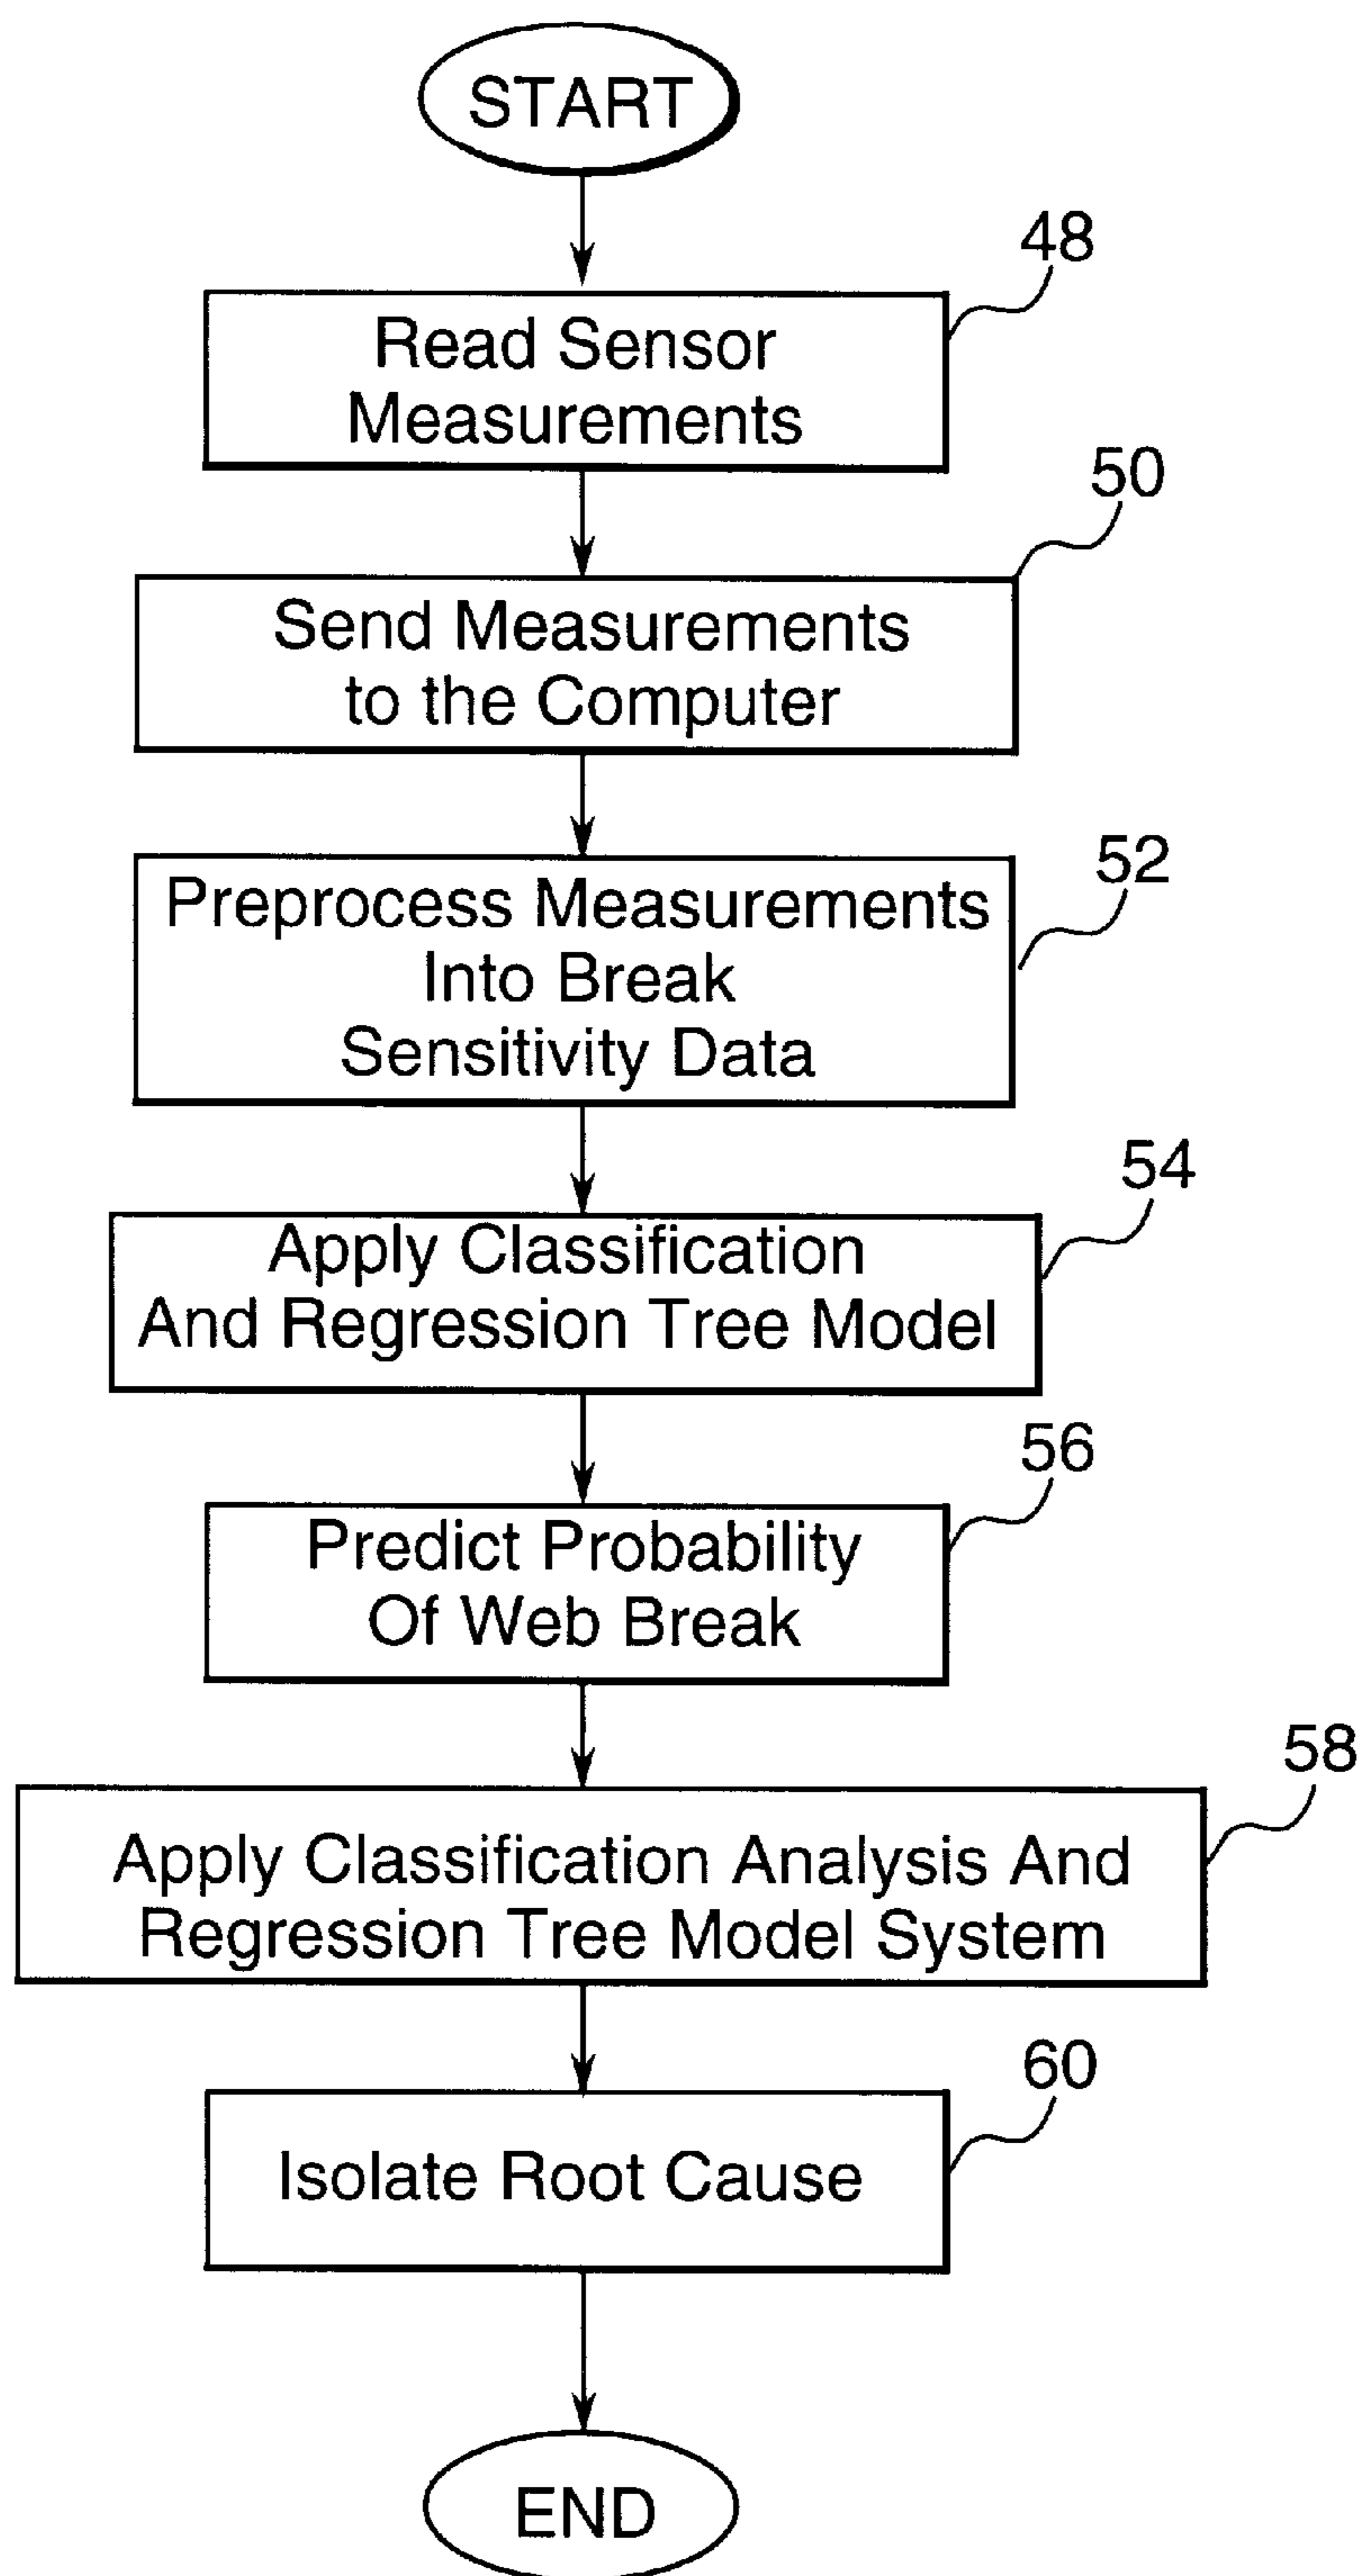 START
48
Read Sensor
Measurements
50
Send Measurements
to the Computer
52
Preprocess Measurements
Into Break
Sensitivity Data
54
Apply Classification
And Regression Tree Model
56
Predict Probability
Of Web Break
58
Apply Classification Analysis And
Regression Tree Model System
60
Isolate Root Cause
END